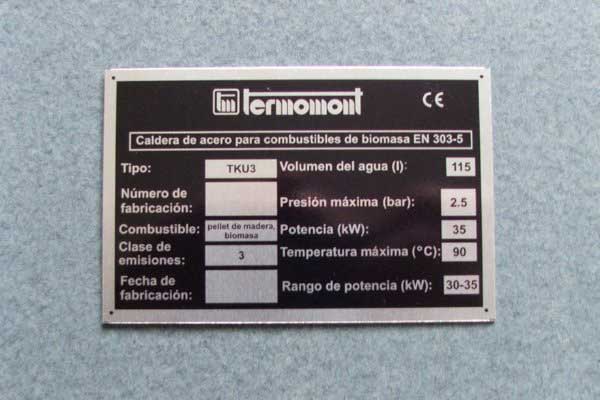 tm termomont CE
Caldera de acero para combustibles de biomasa EN 303-5
Tipo: TKU3 Volumen del agua (l): 115
Número de
fabricación:
Presión máxima (bar): 2.5
Combustible: pellet de madera,
biomasa
Potencia (kW): 35
Clase de
emisiones: 3
Temperatura máxima (°C): 90
Fecha de
fabricación:
Rango de potencia (kW): 30-35